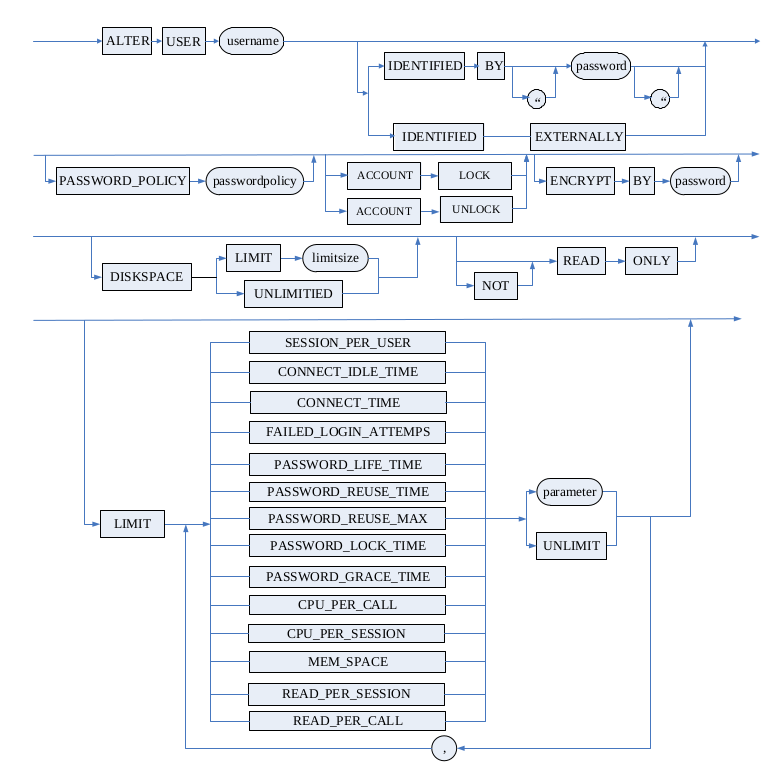 ALTER USER username
IDENTIFIED BY password
“ “
IDENTIFIED EXTERNALLY
PASSWORD_POLICY passwordpolicy ACCOUNT LOCK ENCRYPT BY password
ACCOUNT UNLOCK
LIMIT limitsize READ ONLY
DISKSPACE
UNLIMITIED NOT
SESSION_PER_USER
CONNECT_IDLE_TIME
CONNECT_TIME
FAILED_LOGIN_ATTEMPS
PASSWORD_LIFE_TIME
PASSWORD_REUSE_TIME parameter
LIMIT PASSWORD_REUSE_MAX
PASSWORD_LOCK_TIME UNLIMIT
PASSWORD_GRACE_TIME
CPU_PER_CALL
CPU_PER_SESSION
MEM_SPACE
READ_PER_SESSION
READ_PER_CALL
,